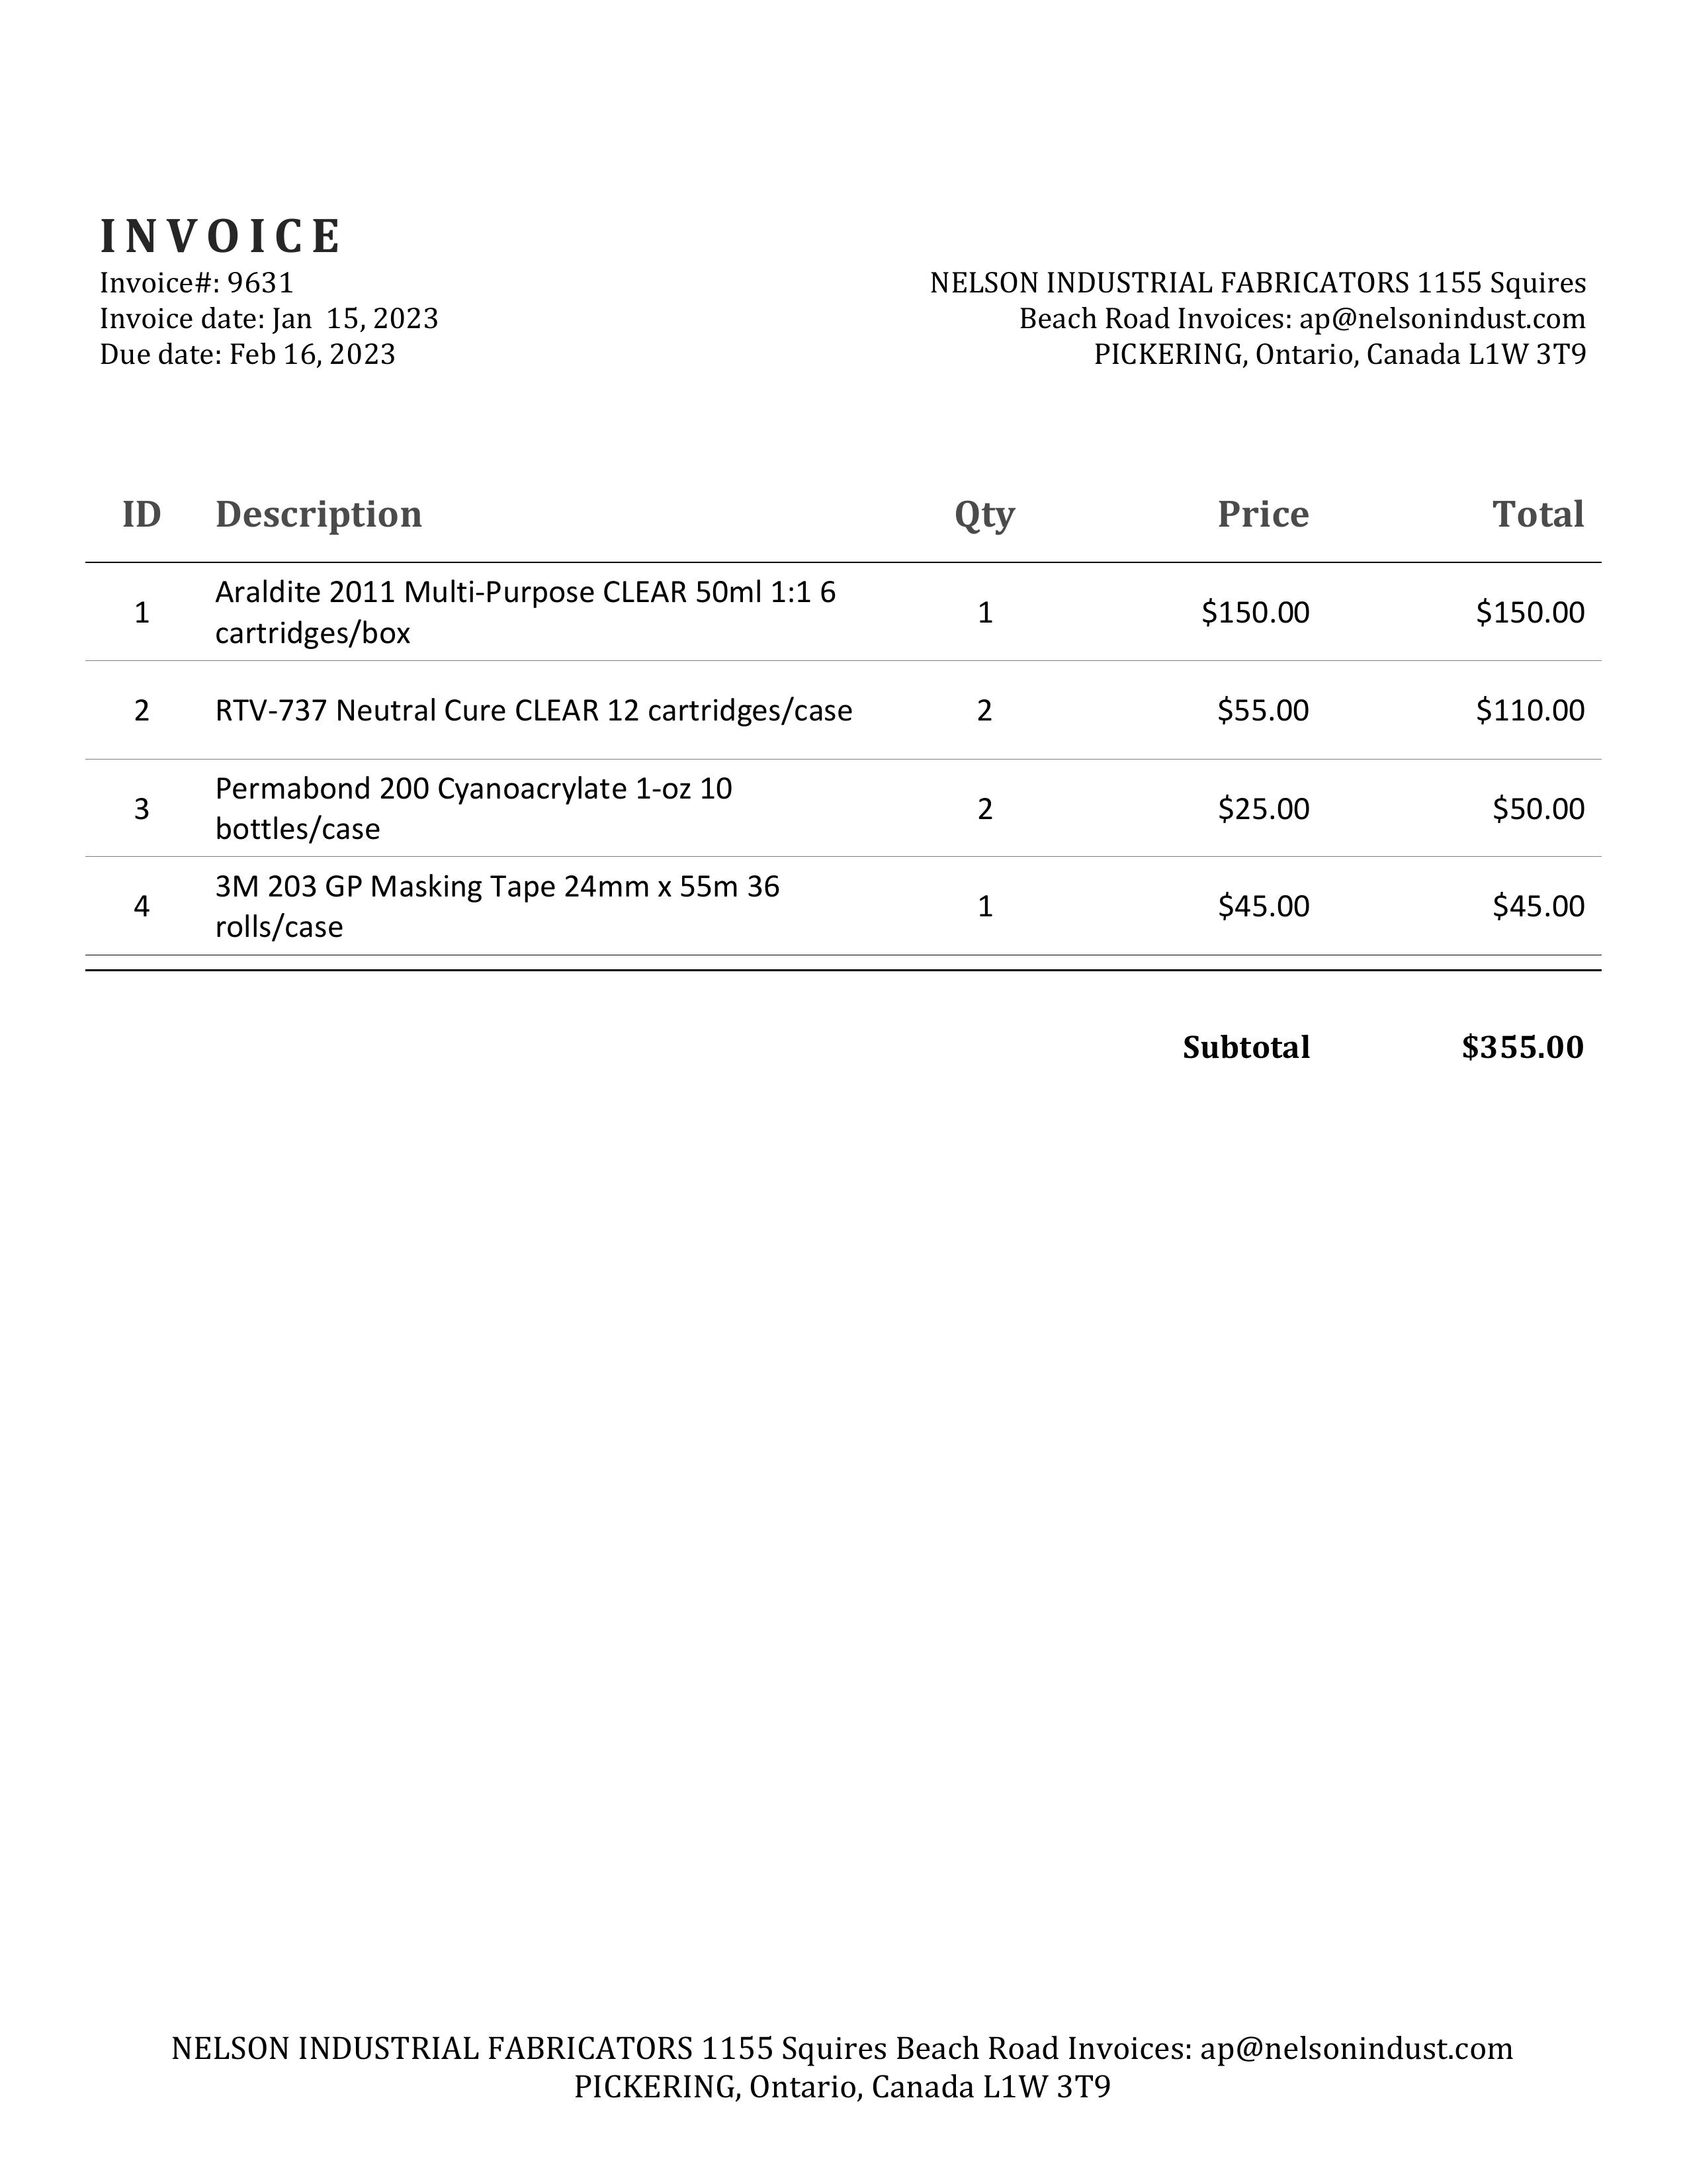 INVOICE
Invoice#: 9631
Invoice date: Jan  15, 2023
Due date: Feb 16, 2023
NELSON INDUSTRIAL FABRICATORS 1155 Squires
Beach Road Invoices: ap@nelsonindust.com
PICKERING, Ontario, Canada L1W 3T9
ID Description Qty Price Total
1 Araldite 2011 Multi-Purpose CLEAR 50ml 1:1 6
cartridges/box 1 $150.00 $150.00
2 RTV-737 Neutral Cure CLEAR 12 cartridges/case 2 $55.00 $110.00
3 Permabond 200 Cyanoacrylate 1-oz 10
bottles/case 2 $25.00 $50.00
4 3M 203 GP Masking Tape 24mm x 55m 36
rolls/case 1 $45.00 $45.00
Subtotal $355.00
NELSON INDUSTRIAL FABRICATORS 1155 Squires Beach Road Invoices: ap@nelsonindust.com
PICKERING, Ontario, Canada L1W 3T9